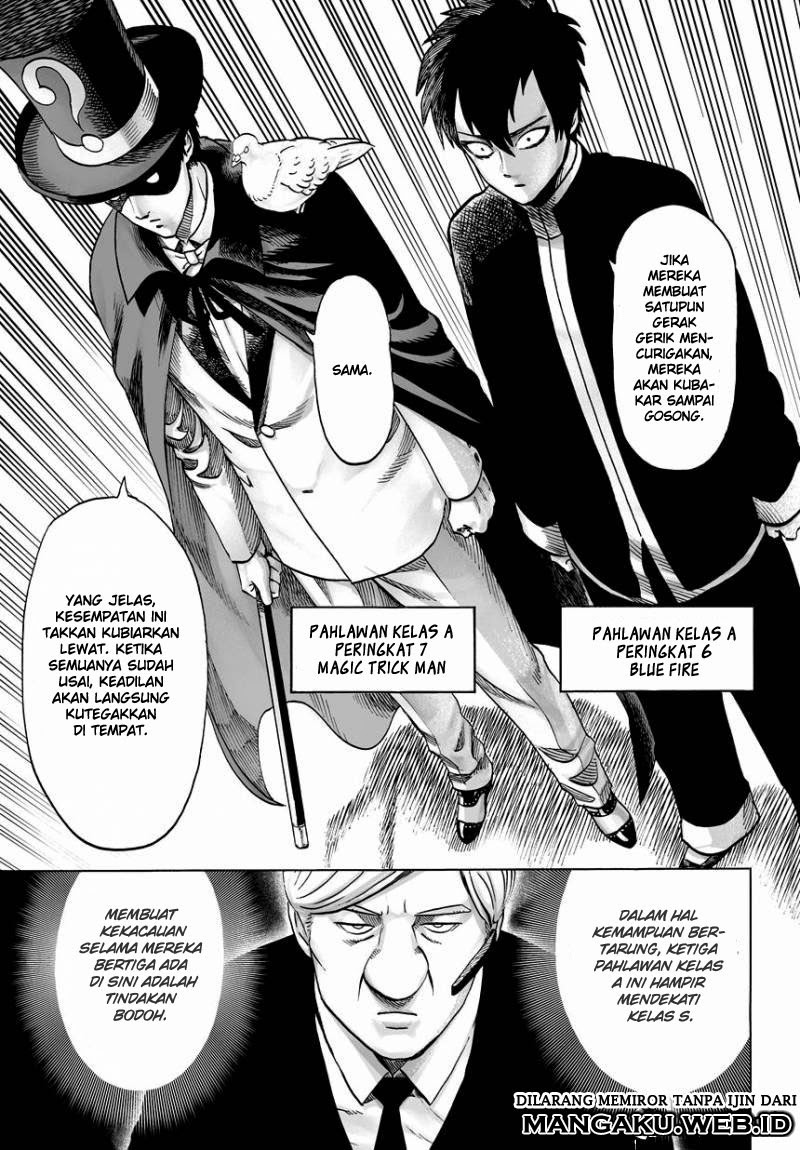 JIKA
MEREKA
MEMBUAT
SATUPUN
GERAK
GERIK MEN-
CURIGAKAN,
MEREKA
AKAN KUBA-
KAR SAMPAI
GOSONG.
SAMA.
YANG JELAS,
KESEMPATAN INI
TAKKAN KUBIARKAN
LEWAT. KETIKA
SEMUANYA SUDAH
USAI, KEADILAN
AKAN LANGSUNG
KUTEGAKKAN
DI TEMPAT.
PAHLAWAN KELAS A
PERINGKAT 6
BLUE FIRE
PAHLAWAN KELAS A
PERINGKAT 7
MAGIC TRICK MAN
DALAM HAL
KEMAMPUAN BER-
TARUNG, KETIGA
PAHLAWAN KELAS
A INI HAMPIR
MENDEKATI
KELAS S.
MEMBUAT
KEKACAUAN
SELAMA MEREKA
BERTIGA ADA
DI SINI ADALAH
TINDAKAN
BODOH.
DILARANG MEMIROR TANPA IJIN DARI
MANGAKU.WEB.ID